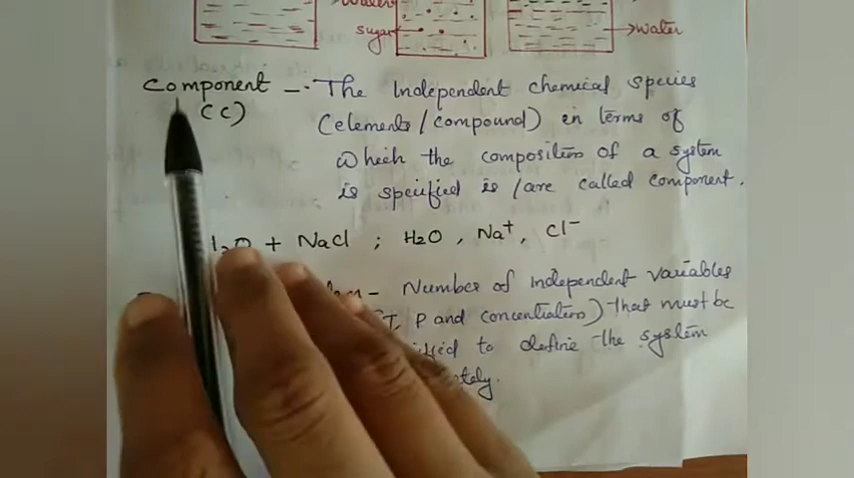 sugar
water
Component — The Independent chemical species
(C) (elements/compound) in terms of
which the composition of a system
is specified is/are called component.
H₂O + NaCl ; H₂O , Na⁺, Cl⁻
— Number of independent variables
(T, P and concentration) that must be
to define the system